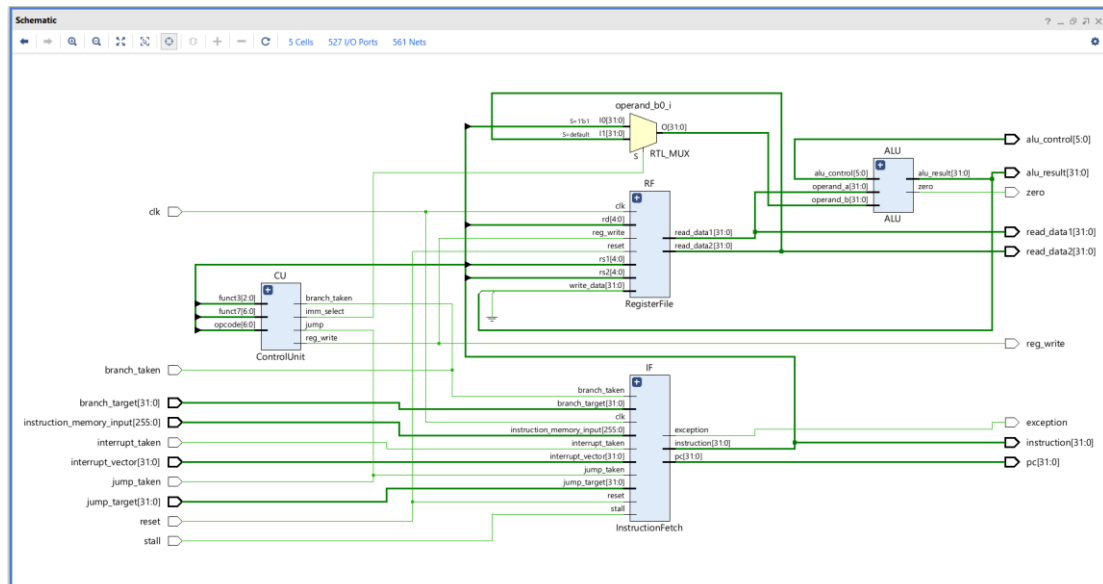 Schematic
5 Cells
527 I/O Ports
561 Nets
operand_b0_i
S=1'b1
I0[31:0]
S=default
I1[31:0]
O[31:0]
S
RTL_MUX
ALU
alu_control[5:0]
operand_a[31:0]
operand_b[31:0]
alu_result[31:0]
zero
ALU
alu_control[5:0]
alu_result[31:0]
zero
read_data1[31:0]
read_data2[31:0]
reg_write
exception
instruction[31:0]
pc[31:0]
RF
clk
rd[4:0]
reg_write
reset
rs1[4:0]
rs2[4:0]
write_data[31:0]
read_data1[31:0]
read_data2[31:0]
RegisterFile
clk
CU
funct3[2:0]
funct7[6:0]
opcode[6:0]
branch_taken
imm_select
jump
reg_write
ControlUnit
branch_taken
branch_target[31:0]
instruction_memory_input[255:0]
interrupt_taken
interrupt_vector[31:0]
jump_taken
jump_target[31:0]
reset
stall
IF
branch_taken
branch_target[31:0]
clk
instruction_memory_input[255:0]
interrupt_taken
interrupt_vector[31:0]
jump_taken
jump_target[31:0]
reset
stall
exception
instruction[31:0]
pc[31:0]
InstructionFetch